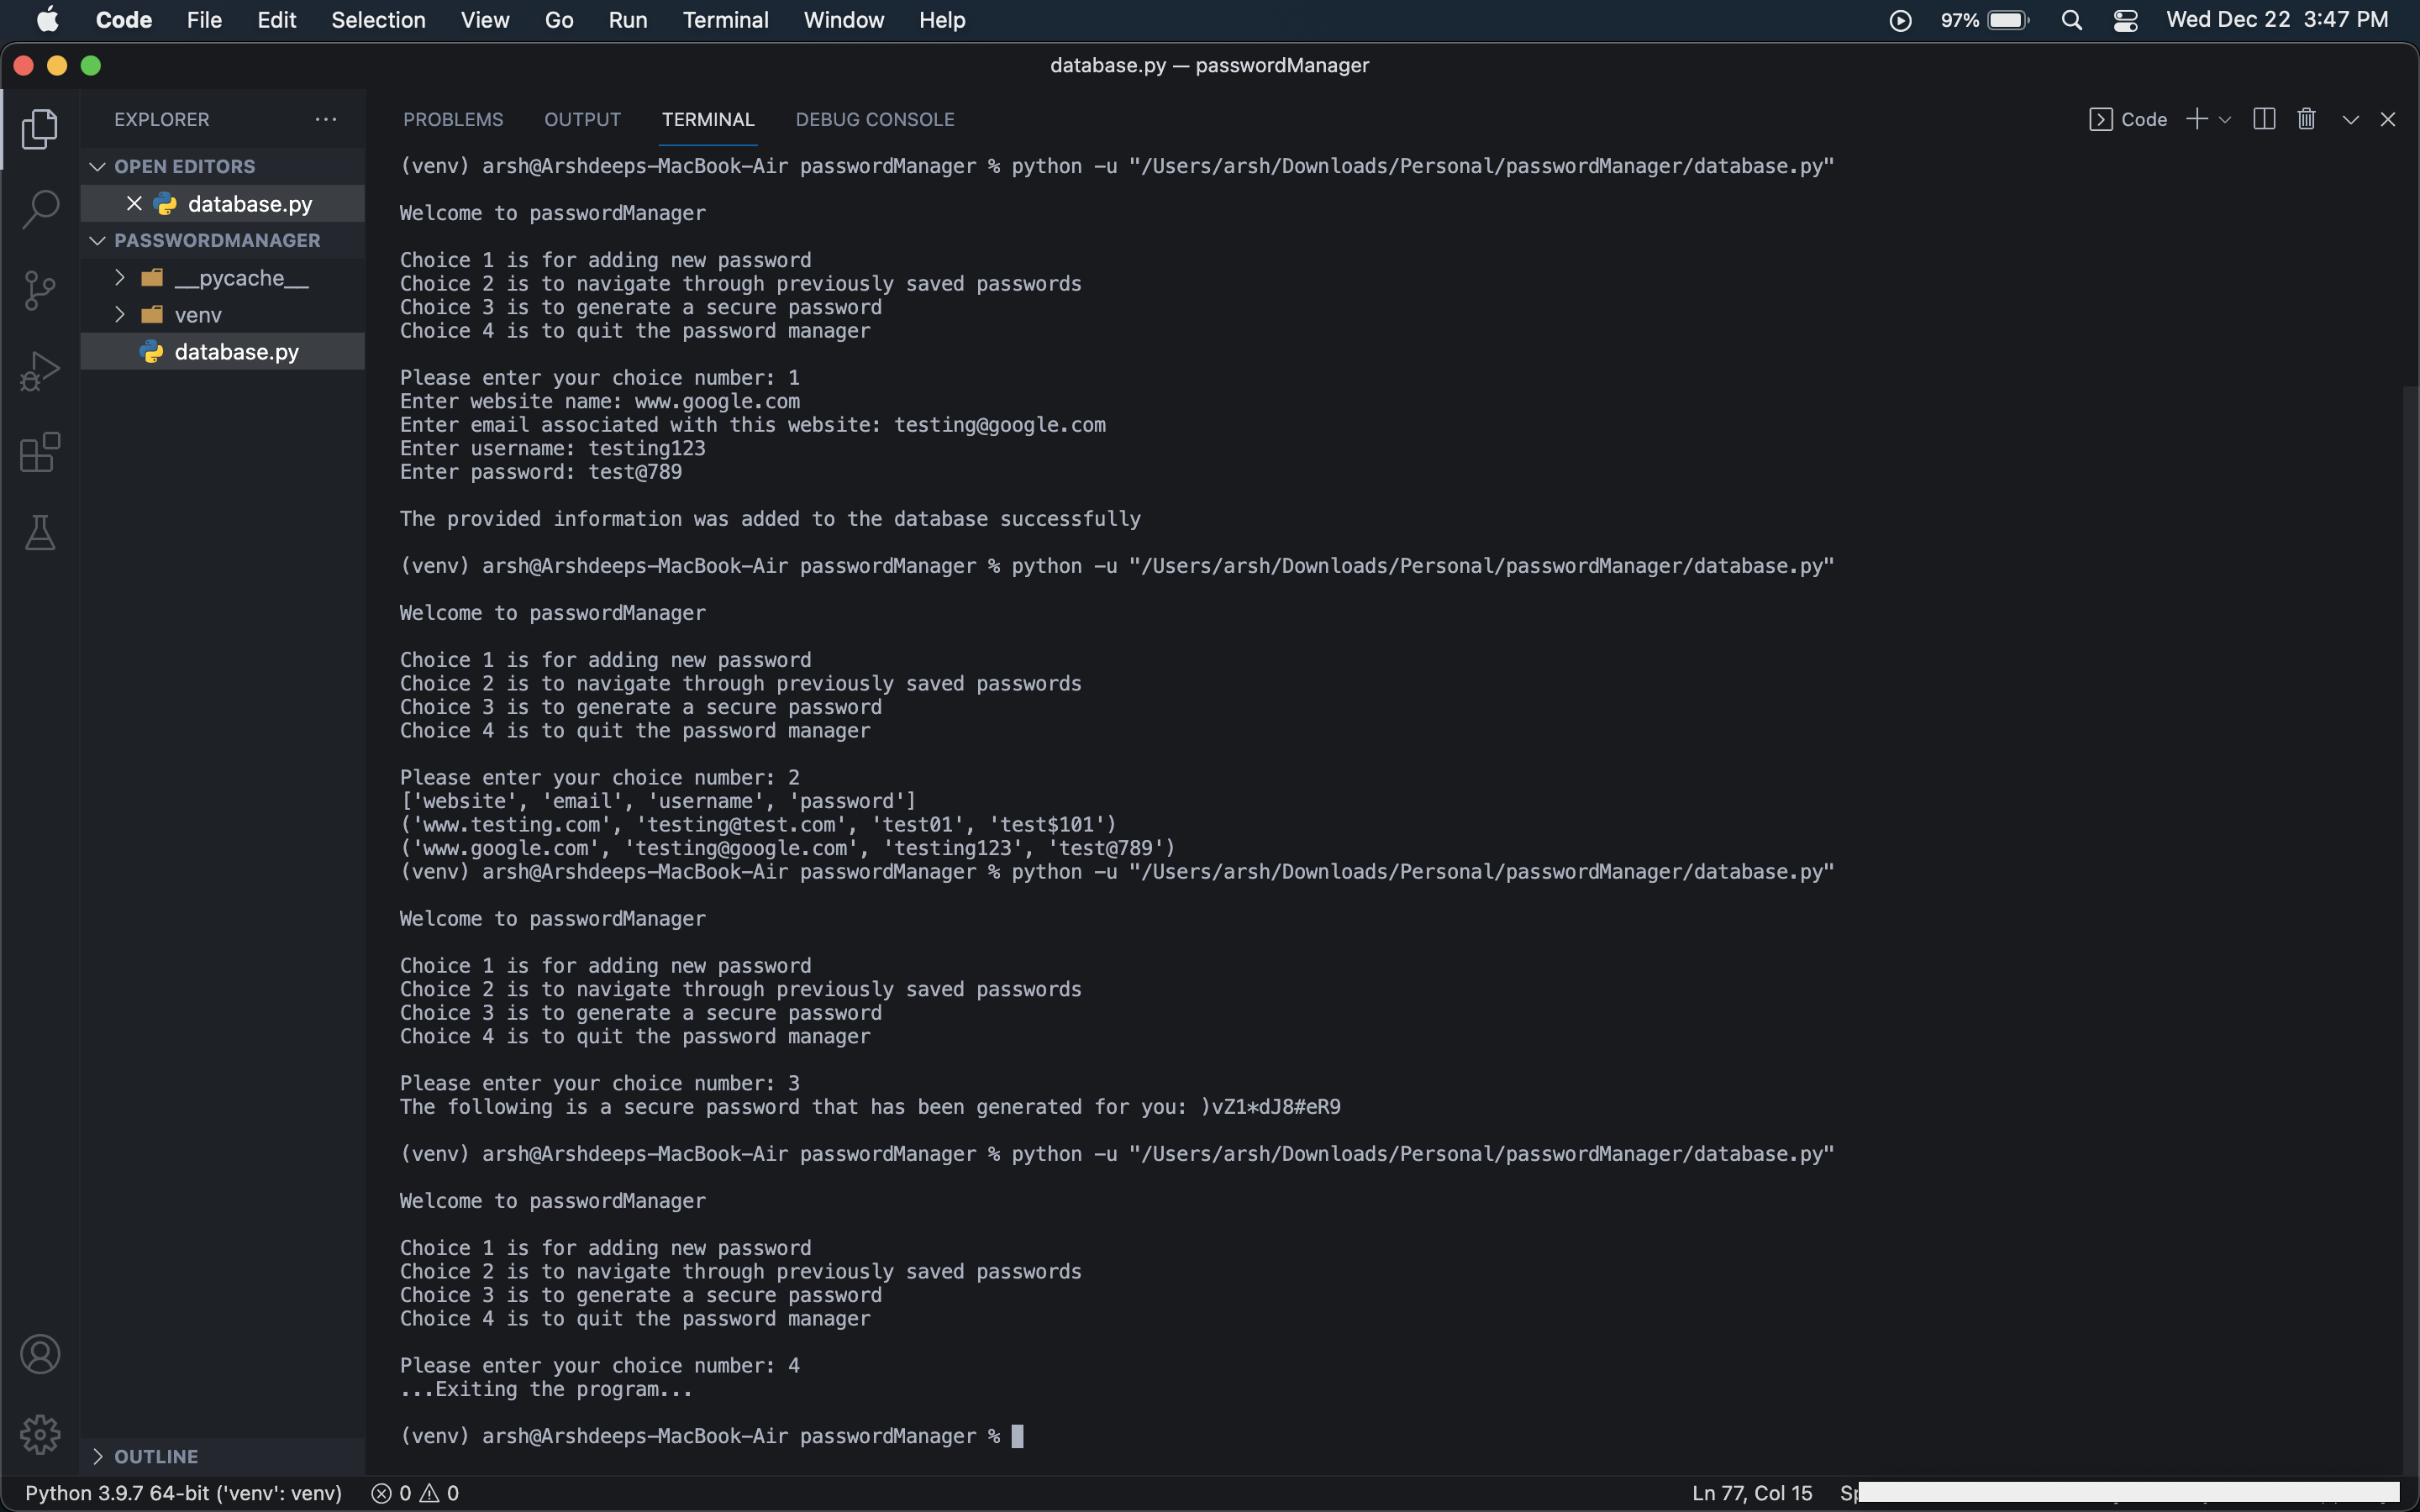 Code File Edit Selection View Go Run Terminal Window Help 97% Wed Dec 22 3:47 PM
database.py — passwordManager
EXPLORER
OPEN EDITORS
database.py
PASSWORDMANAGER
__pycache__
venv
database.py
OUTLINE
PROBLEMS OUTPUT TERMINAL DEBUG CONSOLE Code
(venv) arsh@Arshdeeps-MacBook-Air passwordManager % python -u "/Users/arsh/Downloads/Personal/passwordManager/database.py"
Welcome to passwordManager
Choice 1 is for adding new password
Choice 2 is to navigate through previously saved passwords
Choice 3 is to generate a secure password
Choice 4 is to quit the password manager
Please enter your choice number: 1
Enter website name: www.google.com
Enter email associated with this website: testing@google.com
Enter username: testing123
Enter password: test@789
The provided information was added to the database successfully
(venv) arsh@Arshdeeps-MacBook-Air passwordManager % python -u "/Users/arsh/Downloads/Personal/passwordManager/database.py"
Welcome to passwordManager
Choice 1 is for adding new password
Choice 2 is to navigate through previously saved passwords
Choice 3 is to generate a secure password
Choice 4 is to quit the password manager
Please enter your choice number: 2
['website', 'email', 'username', 'password']
('www.testing.com', 'testing@test.com', 'test01', 'test$101')
('www.google.com', 'testing@google.com', 'testing123', 'test@789')
(venv) arsh@Arshdeeps-MacBook-Air passwordManager % python -u "/Users/arsh/Downloads/Personal/passwordManager/database.py"
Welcome to passwordManager
Choice 1 is for adding new password
Choice 2 is to navigate through previously saved passwords
Choice 3 is to generate a secure password
Choice 4 is to quit the password manager
Please enter your choice number: 3
The following is a secure password that has been generated for you: )vZ1*dJ8#eR9
(venv) arsh@Arshdeeps-MacBook-Air passwordManager % python -u "/Users/arsh/Downloads/Personal/passwordManager/database.py"
Welcome to passwordManager
Choice 1 is for adding new password
Choice 2 is to navigate through previously saved passwords
Choice 3 is to generate a secure password
Choice 4 is to quit the password manager
Please enter your choice number: 4
...Exiting the program...
(venv) arsh@Arshdeeps-MacBook-Air passwordManager %
Python 3.9.7 64-bit ('venv': venv) 0 0 Ln 77, Col 15